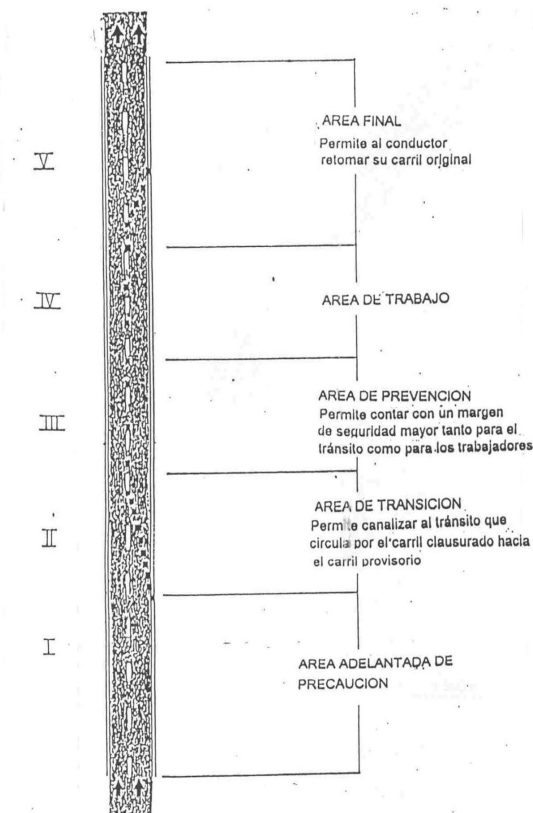 V
AREA FINAL
Permite al conductor
retomar su carril original
IV
AREA DE TRABAJO
III
AREA DE PREVENCION
Permite contar con un margen
de seguridad mayor tanto para el
tránsito como para los trabajadores
II
AREA DE TRANSICION
Permite canalizar al tránsito que
circula por el carril clausurado hacia
el carril provisorio
I
AREA ADELANTADA DE
PRECAUCION